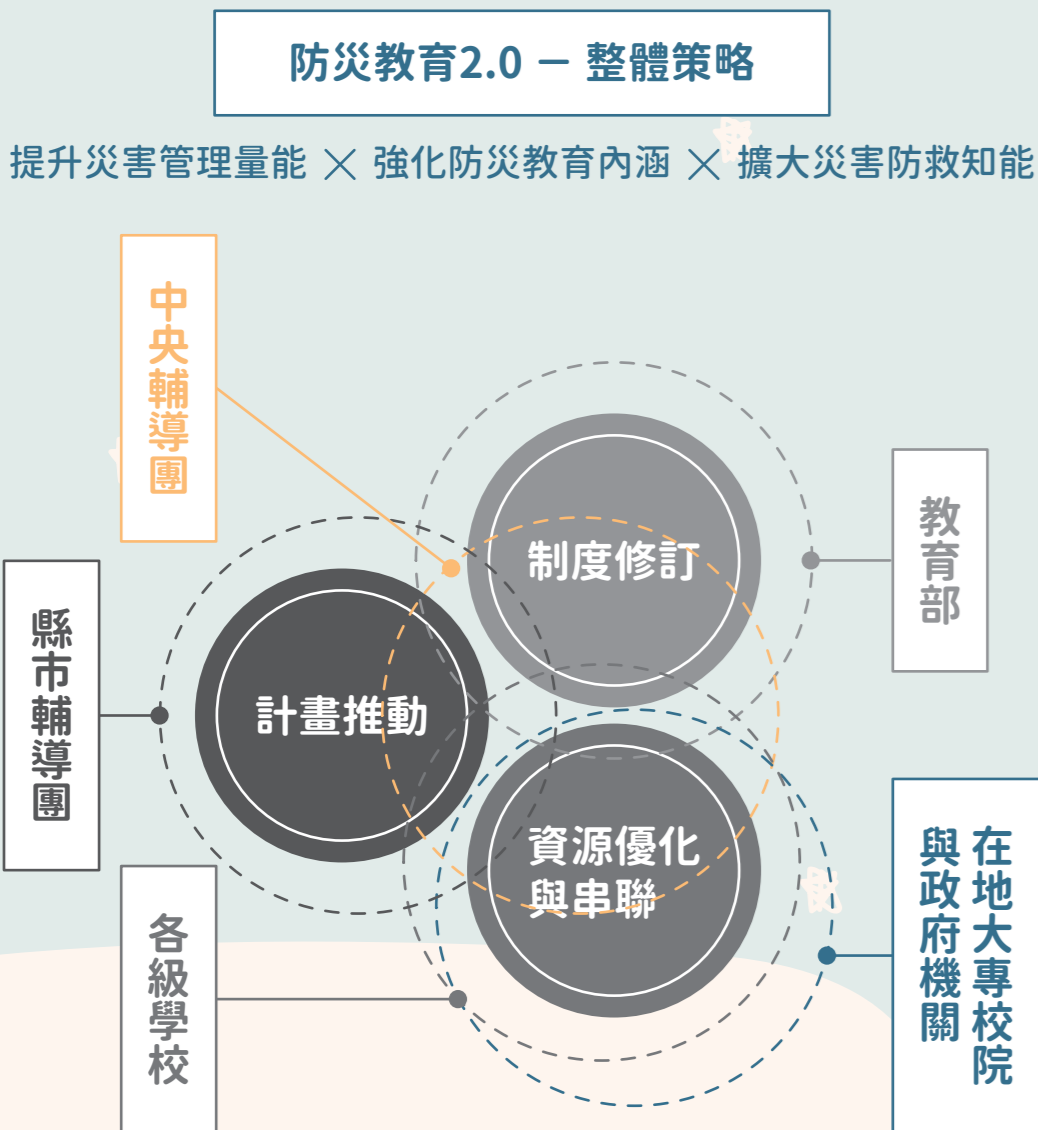 防災教育2.0 － 整體策略
提升災害管理量能 × 強化防災教育內涵 × 擴大災害防救知能
中央輔導團
制度修訂
教育部
縣市輔導團
計畫推動
資源優化
與串聯
各級學校
在地大專校院
與政府機關